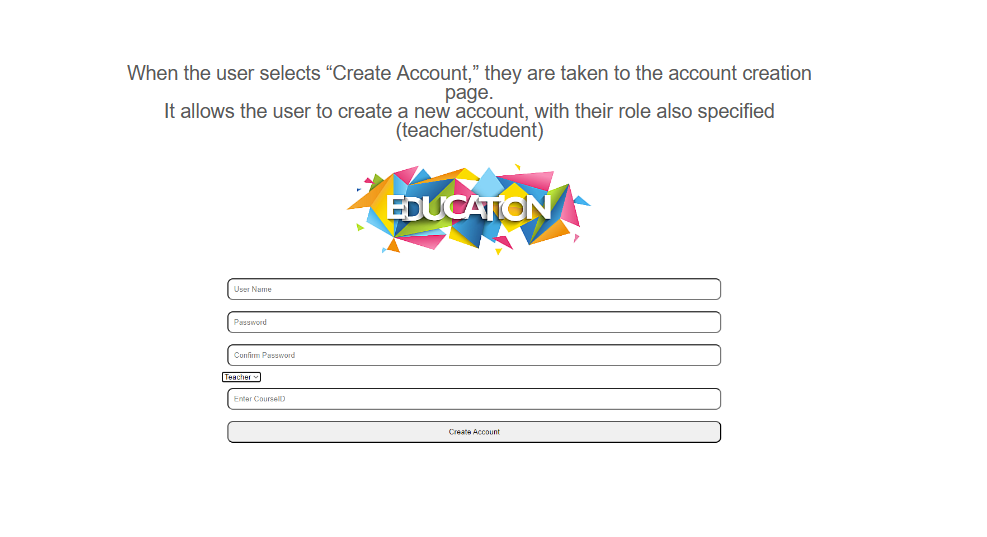 When the user selects “Create Account,” they are taken to the account creation
page.
It allows the user to create a new account, with their role also specified
(teacher/student)
EDUCATION
User Name
Password
Confirm Password
Teacher
Enter CourseID
Create Account